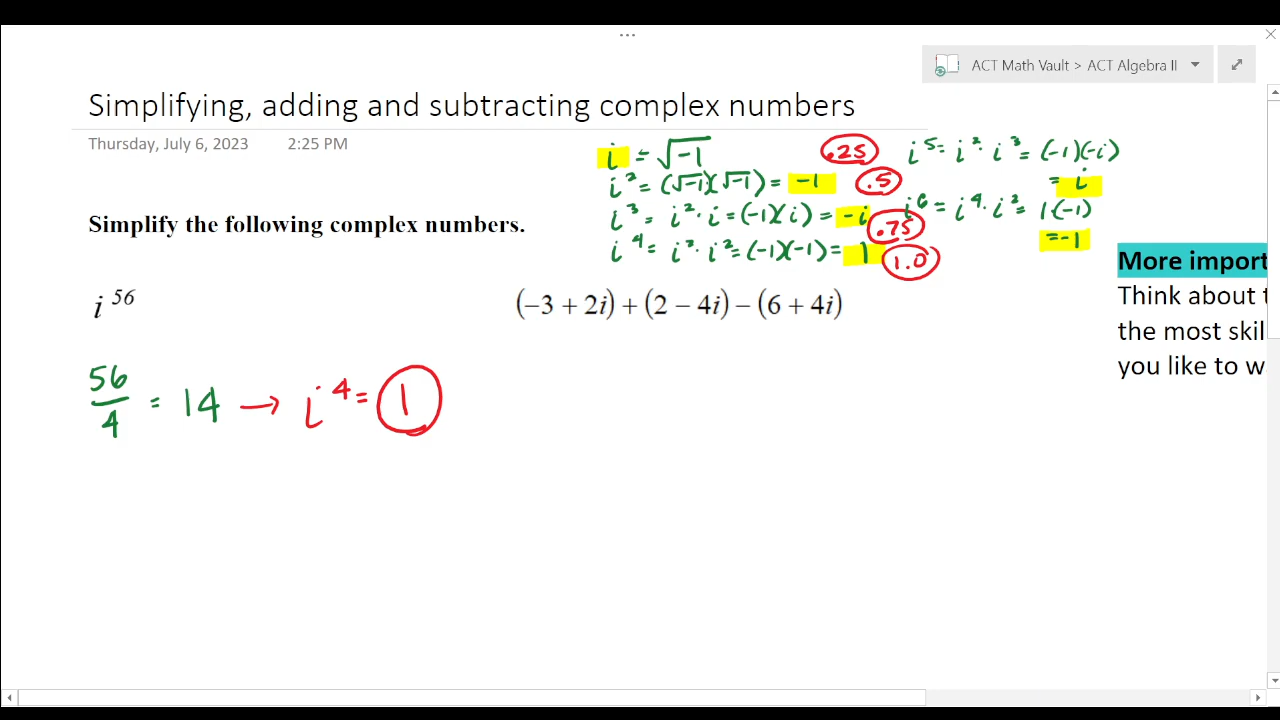 ACT Math Vault > ACT Algebra II
Simplifying, adding and subtracting complex numbers
Thursday, July 6, 2023 2:25 PM
i = √-1 .25
i² = (√-1)(√-1) = -1 .5
i³ = i²·i = (-1)(i) = -i .75
i⁴ = i²·i² = (-1)(-1) = 1 1.0
i⁵ = i²·i³ = (-1)(-i)
= i
i⁶ = i⁴·i² = 1·(-1)
= -1
Simplify the following complex numbers.
More import
Think about t
the most skil
you like to w
i⁵⁶
(−3 + 2i) + (2 − 4i) − (6 + 4i)
56/4 = 14 → i⁴ = 1